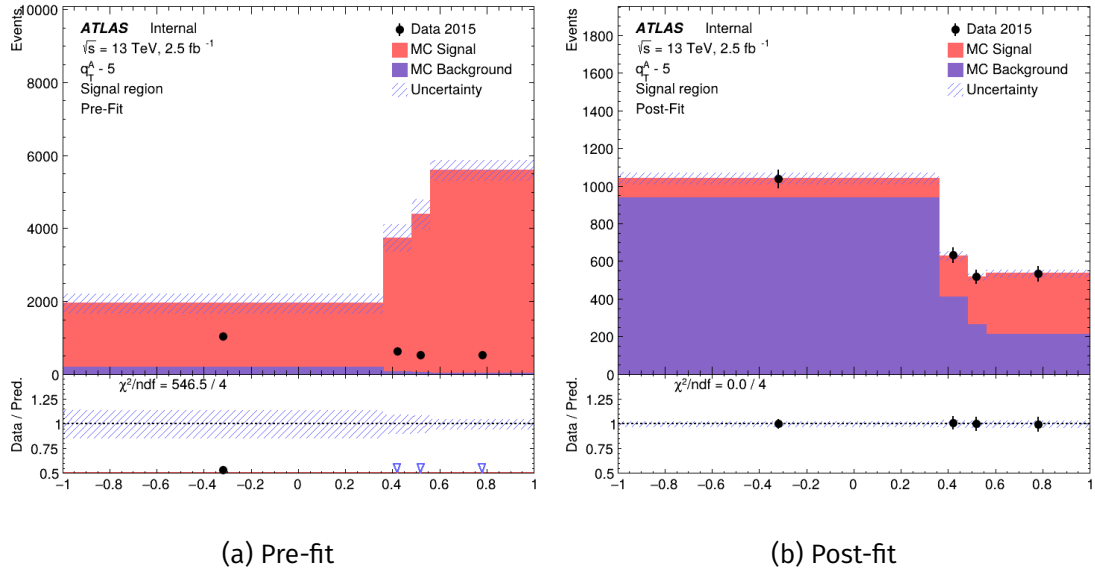 Events
10000
8000
6000
4000
2000
0
ATLAS Internal
√s = 13 TeV, 2.5 fb⁻¹
q_T^A - 5
Signal region
Pre-Fit
Data 2015
MC Signal
MC Background
Uncertainty
Data / Pred.
1.25
1
0.75
0.5
χ²/ndf = 546.5 / 4
−1 −0.8 −0.6 −0.4 −0.2 0 0.2 0.4 0.6 0.8 1
(a) Pre-fit
Events
1800
1600
1400
1200
1000
800
600
400
200
0
ATLAS Internal
√s = 13 TeV, 2.5 fb⁻¹
q_T^A - 5
Signal region
Post-Fit
Data 2015
MC Signal
MC Background
Uncertainty
Data / Pred.
1.25
1
0.75
0.5
χ²/ndf = 0.0 / 4
−1 −0.8 −0.6 −0.4 −0.2 0 0.2 0.4 0.6 0.8 1
(b) Post-fit